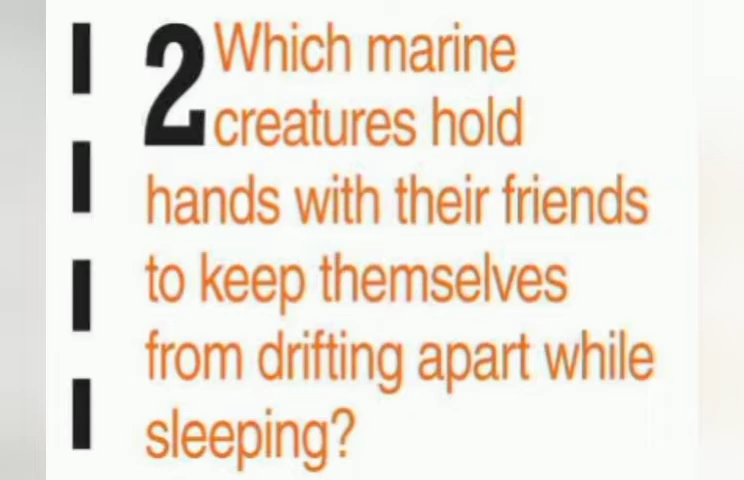 2 Which marine
creatures hold
hands with their friends
to keep themselves
from drifting apart while
sleeping?